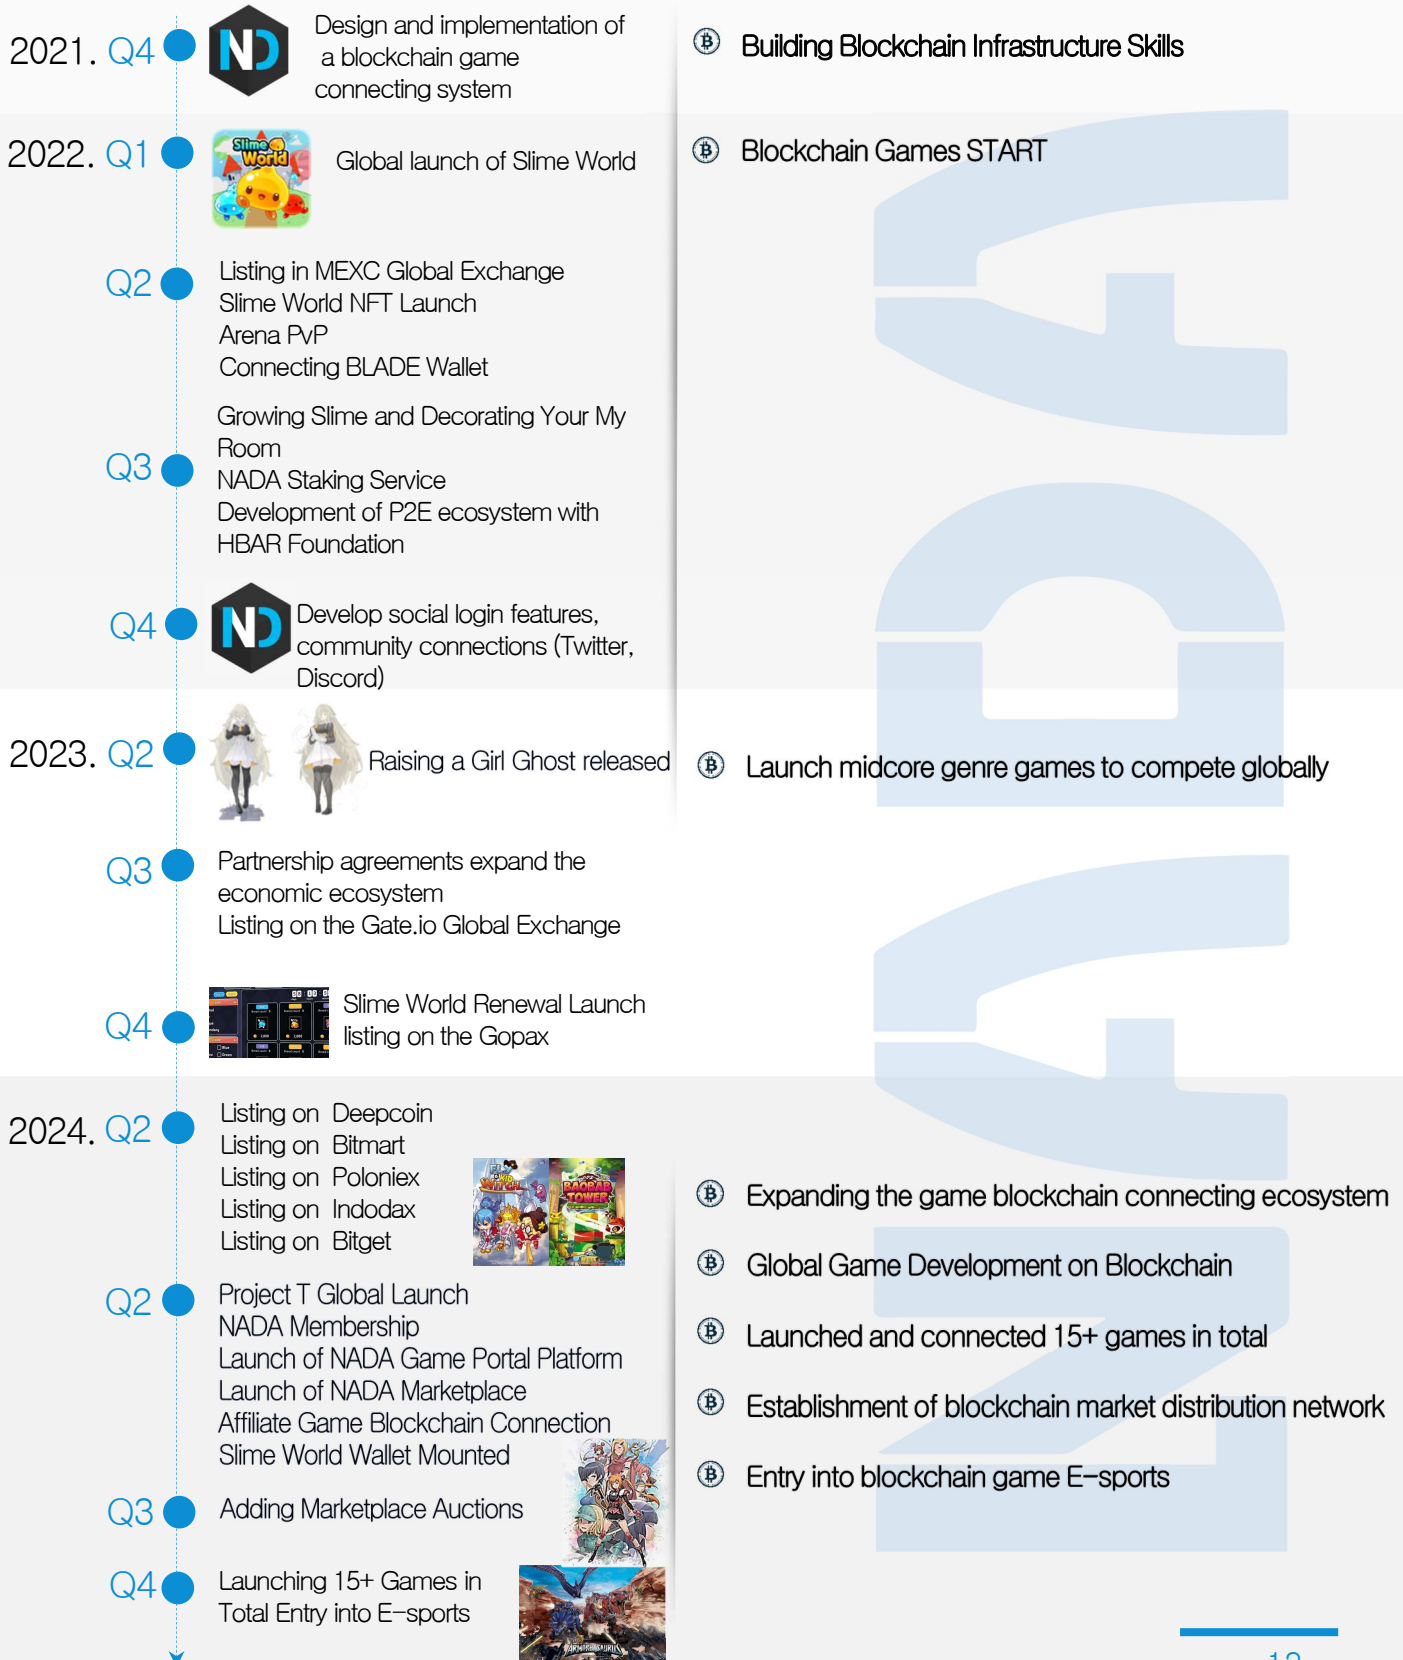 2021. Q4
ND
Design and implementation of
a blockchain game
connecting system
Building Blockchain Infrastructure Skills
2022. Q1
Slime
World
Global launch of Slime World
Blockchain Games START
Q2
Listing in MEXC Global Exchange
Slime World NFT Launch
Arena PvP
Connecting BLADE Wallet
Q3
Growing Slime and Decorating Your My
Room
NADA Staking Service
Development of P2E ecosystem with
HBAR Foundation
Q4
ND
Develop social login features,
community connections (Twitter,
Discord)
2023. Q2
Raising a Girl Ghost released
Launch midcore genre games to compete globally
Q3
Partnership agreements expand the
economic ecosystem
Listing on the Gate.io Global Exchange
Q4
Slime World Renewal Launch
listing on the Gopax
2024. Q2
Listing on Deepcoin
Listing on Bitmart
Listing on Poloniex
Listing on Indodax
Listing on Bitget
WITCH
BAOBAB
TOWER
Q2
Project T Global Launch
NADA Membership
Launch of NADA Game Portal Platform
Launch of NADA Marketplace
Affiliate Game Blockchain Connection
Slime World Wallet Mounted
Q3
Adding Marketplace Auctions
Q4
Launching 15+ Games in
Total Entry into E-sports
Expanding the game blockchain connecting ecosystem
Global Game Development on Blockchain
Launched and connected 15+ games in total
Establishment of blockchain market distribution network
Entry into blockchain game E-sports
NADA